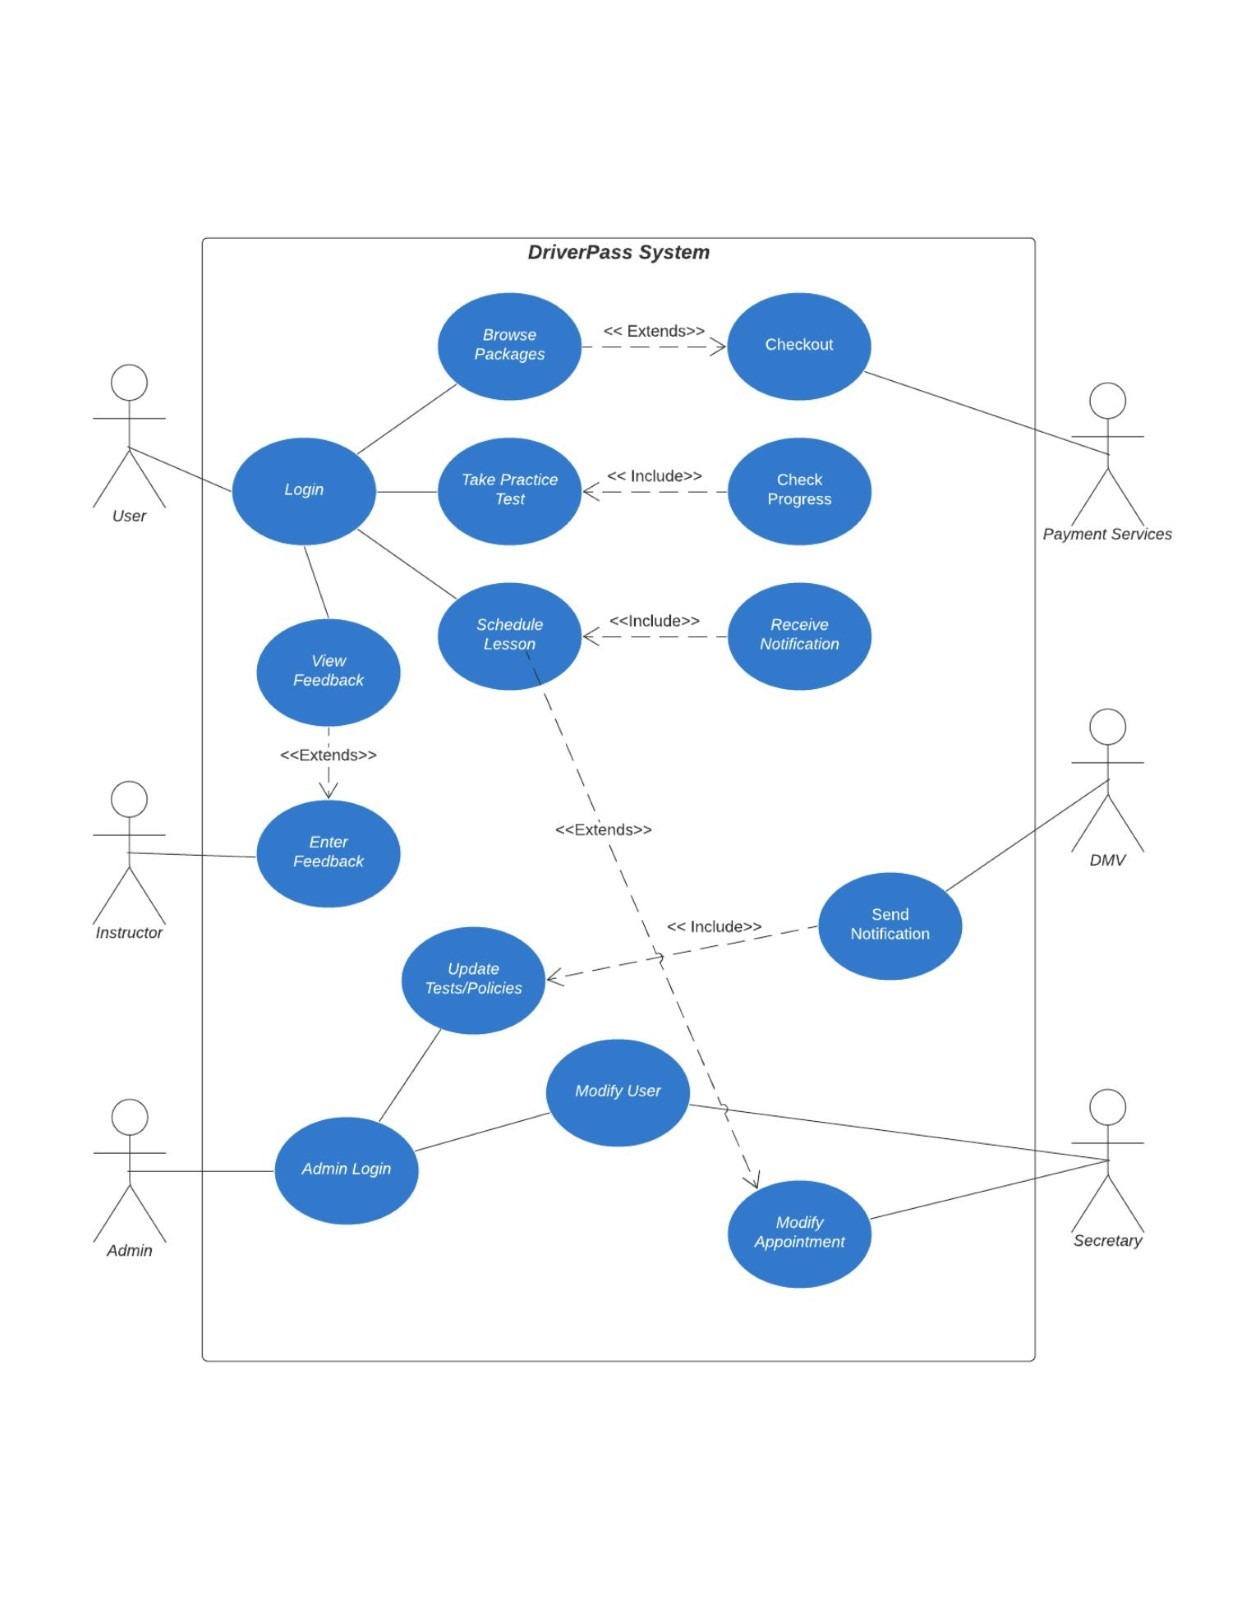 DriverPass System
Browse
Packages
<< Extends>>
Checkout
User
Login
Take Practice
Test
<< Include>>
Check
Progress
Payment Services
Schedule
Lesson
<<Include>>
Receive
Notification
View
Feedback
<<Extends>>
Enter
Feedback
Instructor
<<Extends>>
DMV
Send
Notification
<< Include>>
Update
Tests/Policies
Modify User
Admin Login
Admin
Modify
Appointment
Secretary